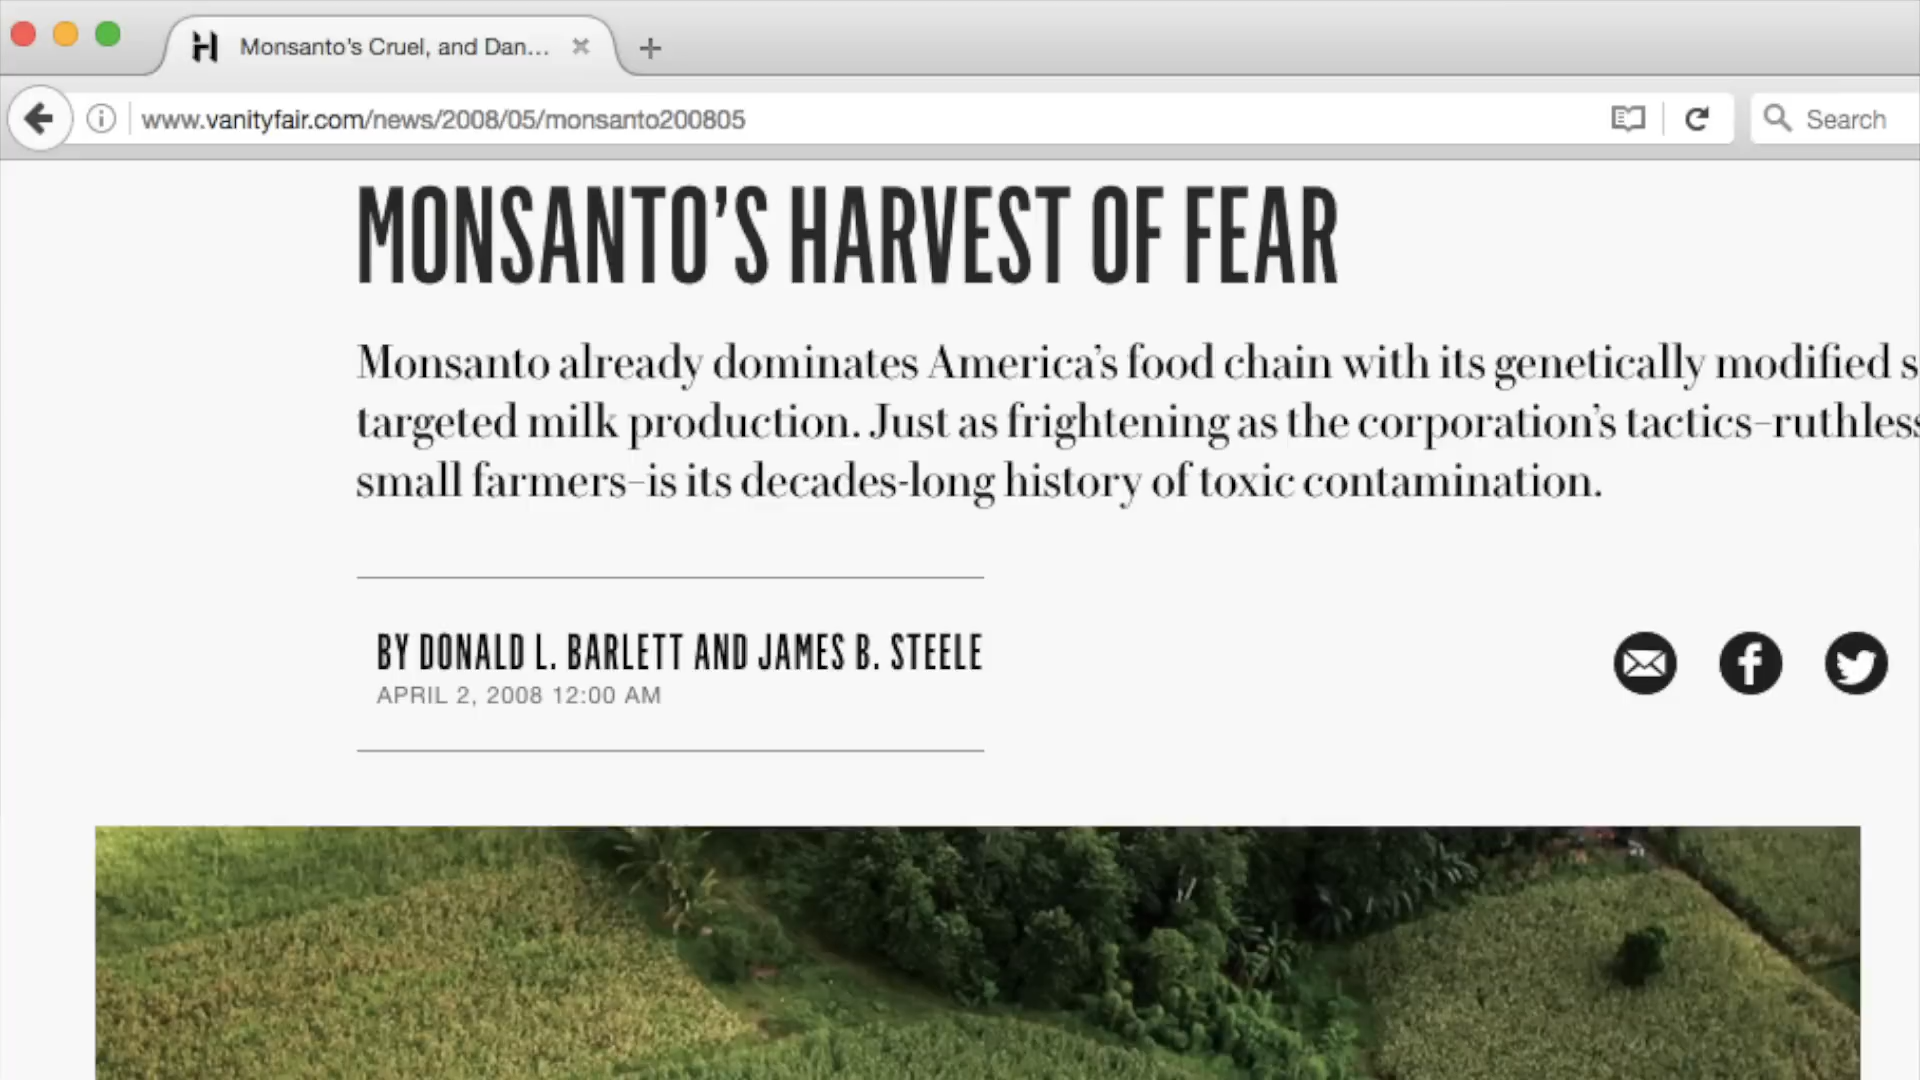 Monsanto's Cruel, and Dan...
www.vanityfair.com/news/2008/05/monsanto200805
Search
MONSANTO'S HARVEST OF FEAR
Monsanto already dominates America's food chain with its genetically modified s
targeted milk production. Just as frightening as the corporation's tactics–ruthless
small farmers–is its decades-long history of toxic contamination.
BY DONALD L. BARLETT AND JAMES B. STEELE
APRIL 2, 2008 12:00 AM